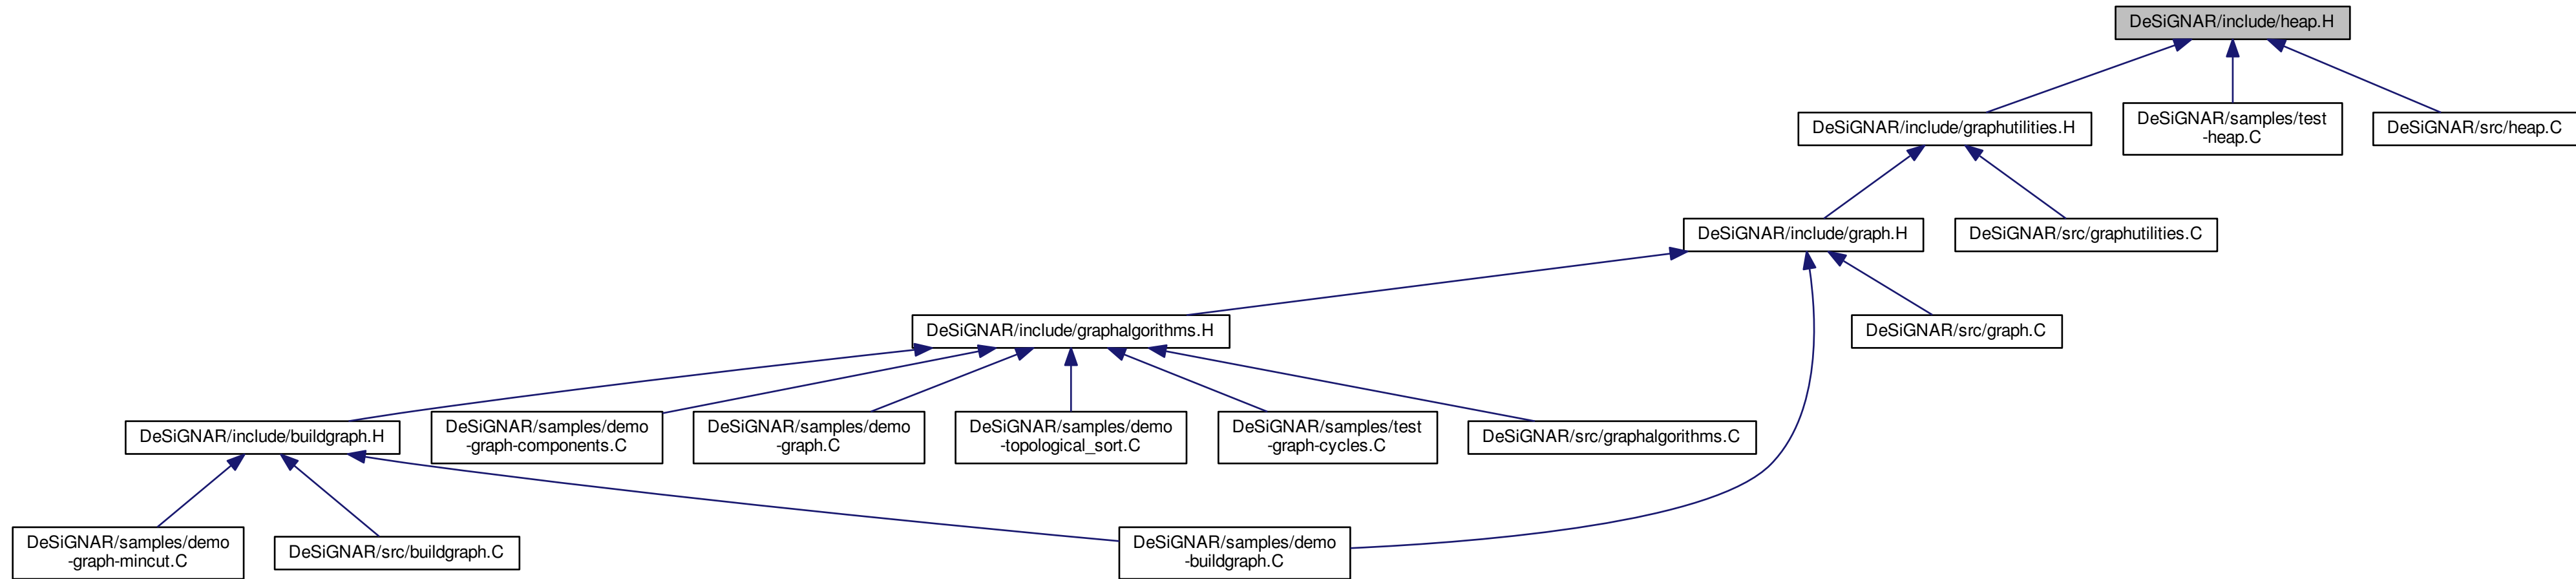 DeSiGNAR/include/heap.H
DeSiGNAR/include/graphutilities.H
DeSiGNAR/samples/test
-heap.C
DeSiGNAR/src/heap.C
DeSiGNAR/include/graph.H
DeSiGNAR/src/graphutilities.C
DeSiGNAR/include/graphalgorithms.H
DeSiGNAR/src/graph.C
DeSiGNAR/include/buildgraph.H
DeSiGNAR/samples/demo
-graph-components.C
DeSiGNAR/samples/demo
-graph.C
DeSiGNAR/samples/demo
-topological_sort.C
DeSiGNAR/samples/test
-graph-cycles.C
DeSiGNAR/src/graphalgorithms.C
DeSiGNAR/samples/demo
-graph-mincut.C
DeSiGNAR/src/buildgraph.C
DeSiGNAR/samples/demo
-buildgraph.C